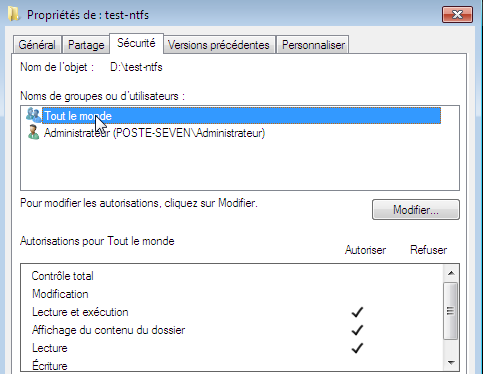 Propriétés de : test-ntfs
Général Partage Sécurité Versions précédentes Personnaliser
Nom de l'objet : D:\test-ntfs
Noms de groupes ou d'utilisateurs :
Tout le monde
Administrateur (POSTE-SEVEN\Administrateur)
Pour modifier les autorisations, cliquez sur Modifier.
Modifier...
Autorisations pour Tout le monde Autoriser Refuser
Contrôle total
Modification
Lecture et exécution
Affichage du contenu du dossier
Lecture
Écriture